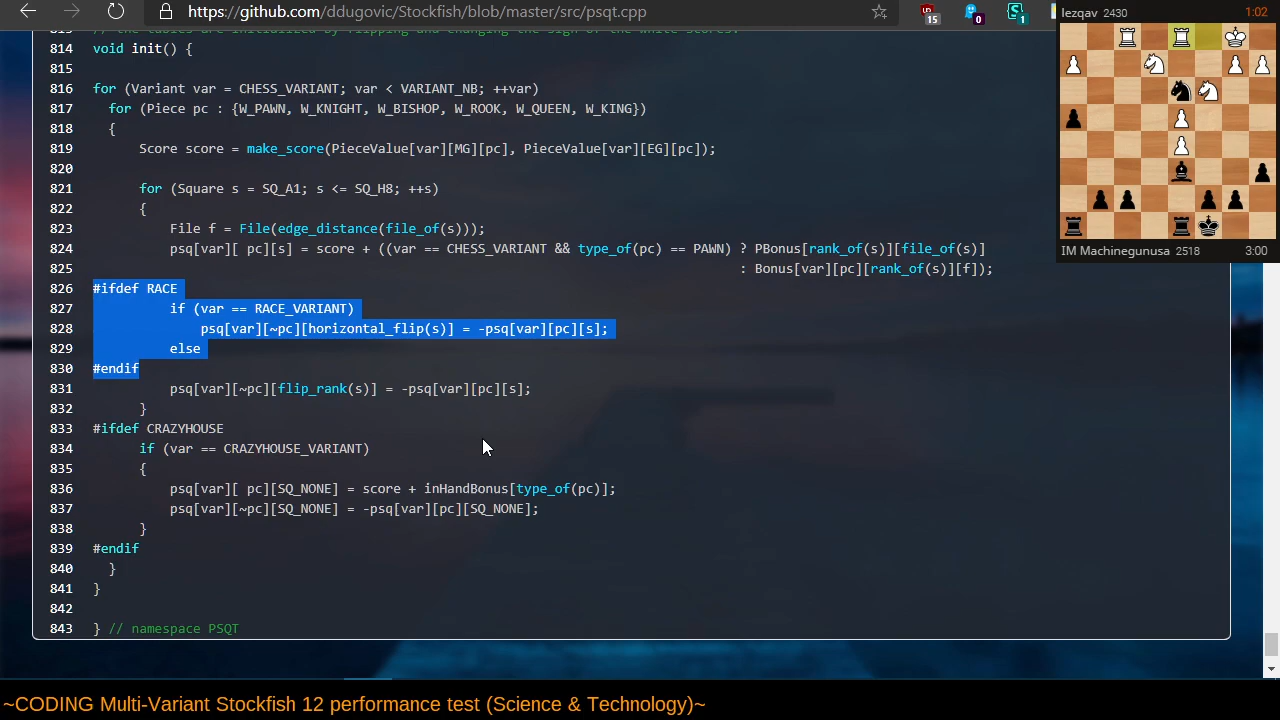 https://github.com/ddugovic/Stockfish/blob/master/src/psqt.cpp
15
0
1
lezqav 2430
1:02
IM Machinegunusa 2518
3:00
814 void init() {
815
816 for (Variant var = CHESS_VARIANT; var < VARIANT_NB; ++var)
817 for (Piece pc : {W_PAWN, W_KNIGHT, W_BISHOP, W_ROOK, W_QUEEN, W_KING})
818 {
819 Score score = make_score(PieceValue[var][MG][pc], PieceValue[var][EG][pc]);
820
821 for (Square s = SQ_A1; s <= SQ_H8; ++s)
822 {
823 File f = File(edge_distance(file_of(s)));
824 psq[var][ pc][s] = score + ((var == CHESS_VARIANT && type_of(pc) == PAWN) ? PBonus[rank_of(s)][file_of(s)]
825 : Bonus[var][pc][rank_of(s)][f]);
826 #ifdef RACE
827 if (var == RACE_VARIANT)
828 psq[var][~pc][horizontal_flip(s)] = -psq[var][pc][s];
829 else
830 #endif
831 psq[var][~pc][flip_rank(s)] = -psq[var][pc][s];
832 }
833 #ifdef CRAZYHOUSE
834 if (var == CRAZYHOUSE_VARIANT)
835 {
836 psq[var][ pc][SQ_NONE] = score + inHandBonus[type_of(pc)];
837 psq[var][~pc][SQ_NONE] = -psq[var][pc][SQ_NONE];
838 }
839 #endif
840 }
841 }
842
843 } // namespace PSQT
~CODING Multi-Variant Stockfish 12 performance test (Science & Technology)~